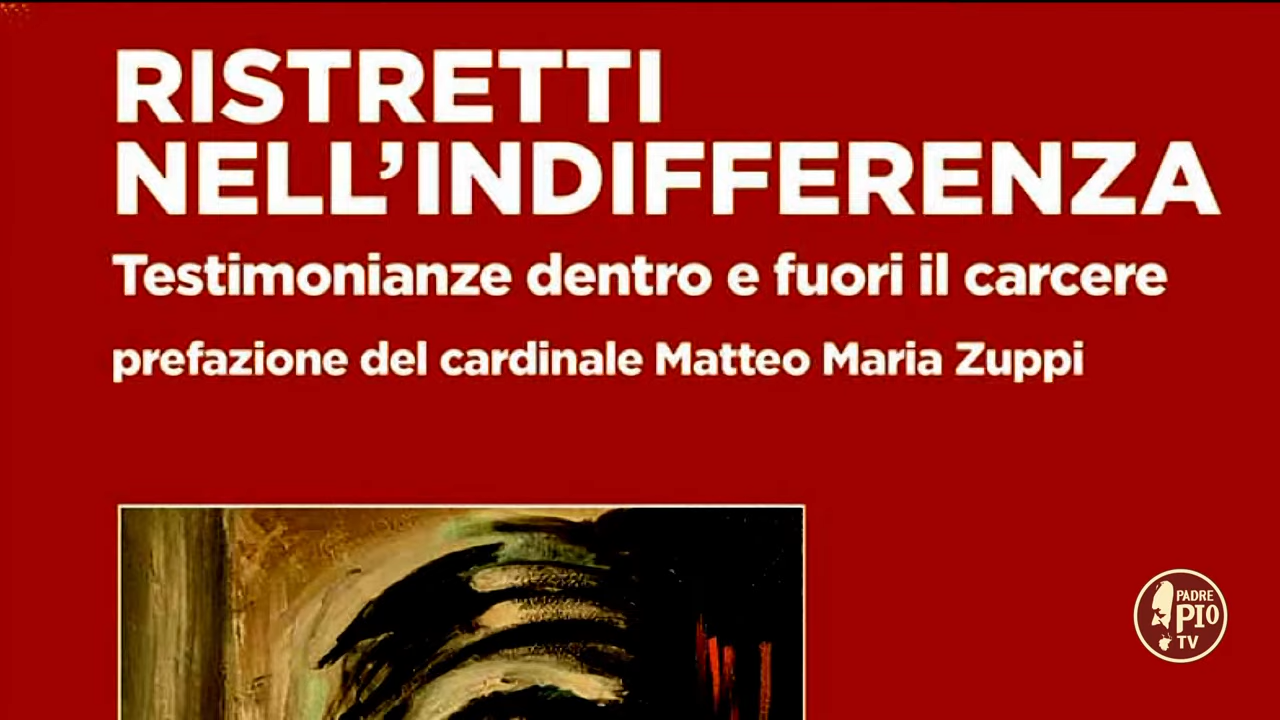 RISTRETTI
NELL’INDIFFERENZA
Testimonianze dentro e fuori il carcere
prefazione del cardinale Matteo Maria Zuppi
PADRE
PIO
TV